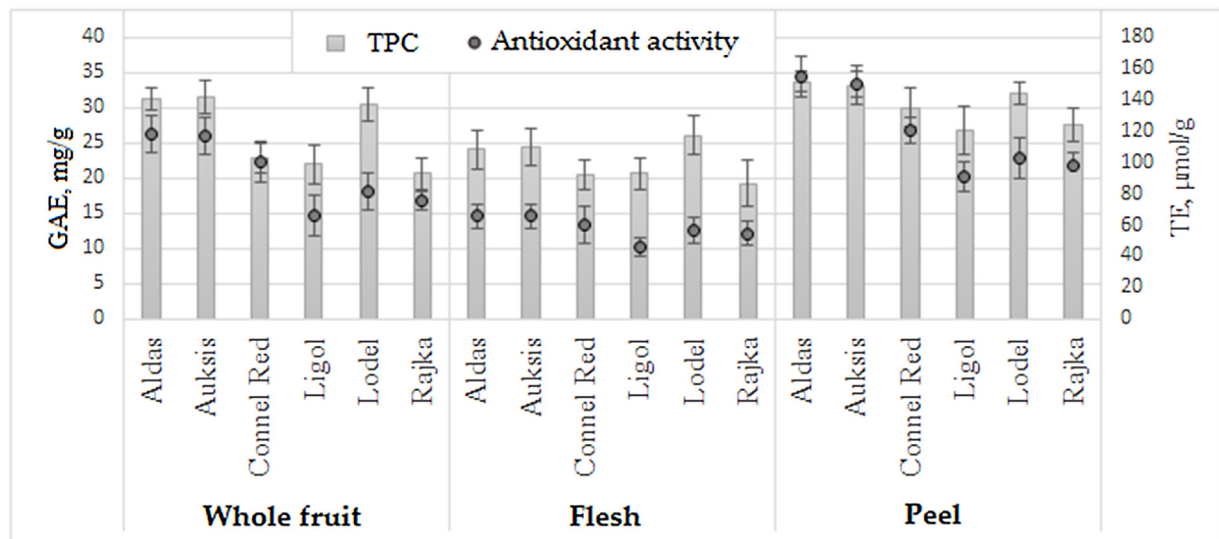 TPC Antioxidant activity
GAE, mg/g
40
35
30
25
20
15
10
5
0
180
160
140
120
100
80
60
40
20
0
TE, µmol/g
Aldas
Auksis
Connel Red
Ligol
Lodel
Rajka
Aldas
Auksis
Connel Red
Ligol
Lodel
Rajka
Aldas
Auksis
Connel Red
Ligol
Lodel
Rajka
Whole fruit Flesh Peel